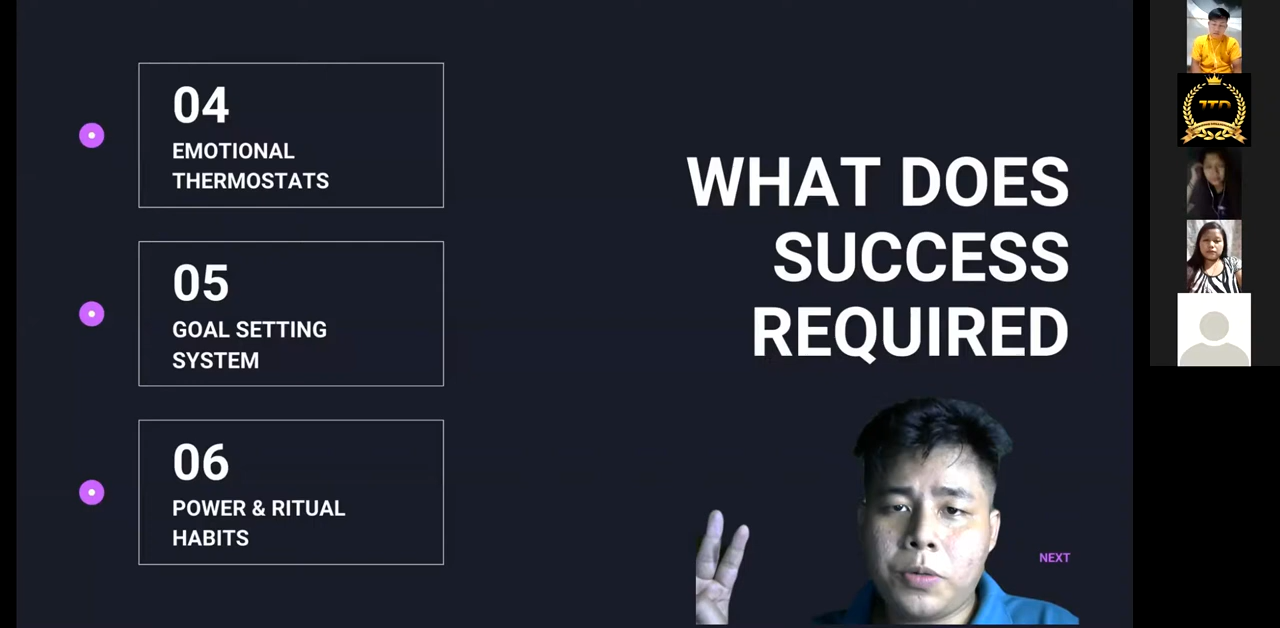 04
EMOTIONAL
THERMOSTATS
05
GOAL SETTING
SYSTEM
06
POWER & RITUAL
HABITS
WHAT DOES
SUCCESS
REQUIRED
NEXT